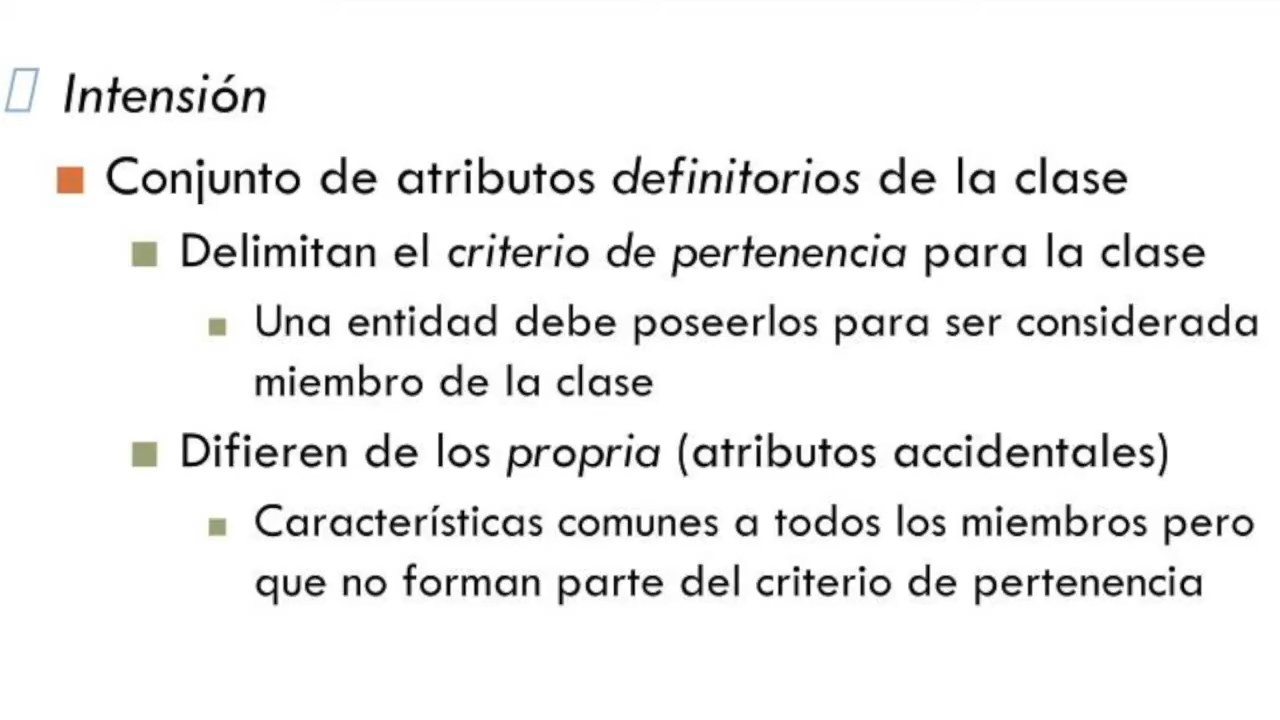 Intensión
Conjunto de atributos definitorios de la clase
Delimitan el criterio de pertenencia para la clase
Una entidad debe poseerlos para ser considerada
miembro de la clase
Difieren de los propria (atributos accidentales)
Características comunes a todos los miembros pero
que no forman parte del criterio de pertenencia